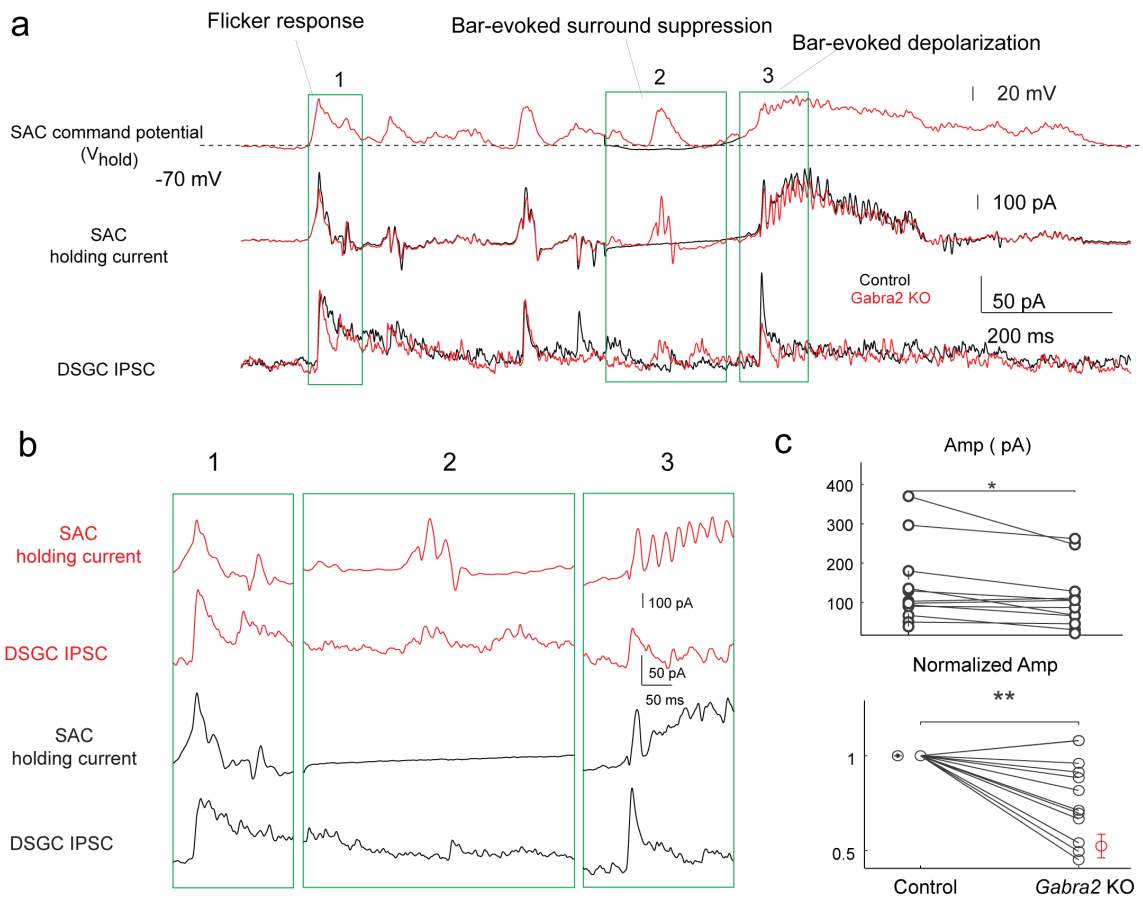 a
Flicker response
Bar-evoked surround suppression
Bar-evoked depolarization
1
2
3
20 mV
SAC command potential
(Vhold)
-70 mV
100 pA
SAC
holding current
Control
Gabra2 KO
50 pA
200 ms
DSGC IPSC
b
1
2
3
SAC
holding current
100 pA
DSGC IPSC
50 pA
50 ms
SAC
holding current
DSGC IPSC
c
Amp ( pA)
*
400
300
200
100
Normalized Amp
**
1
0.5
Control
Gabra2 KO